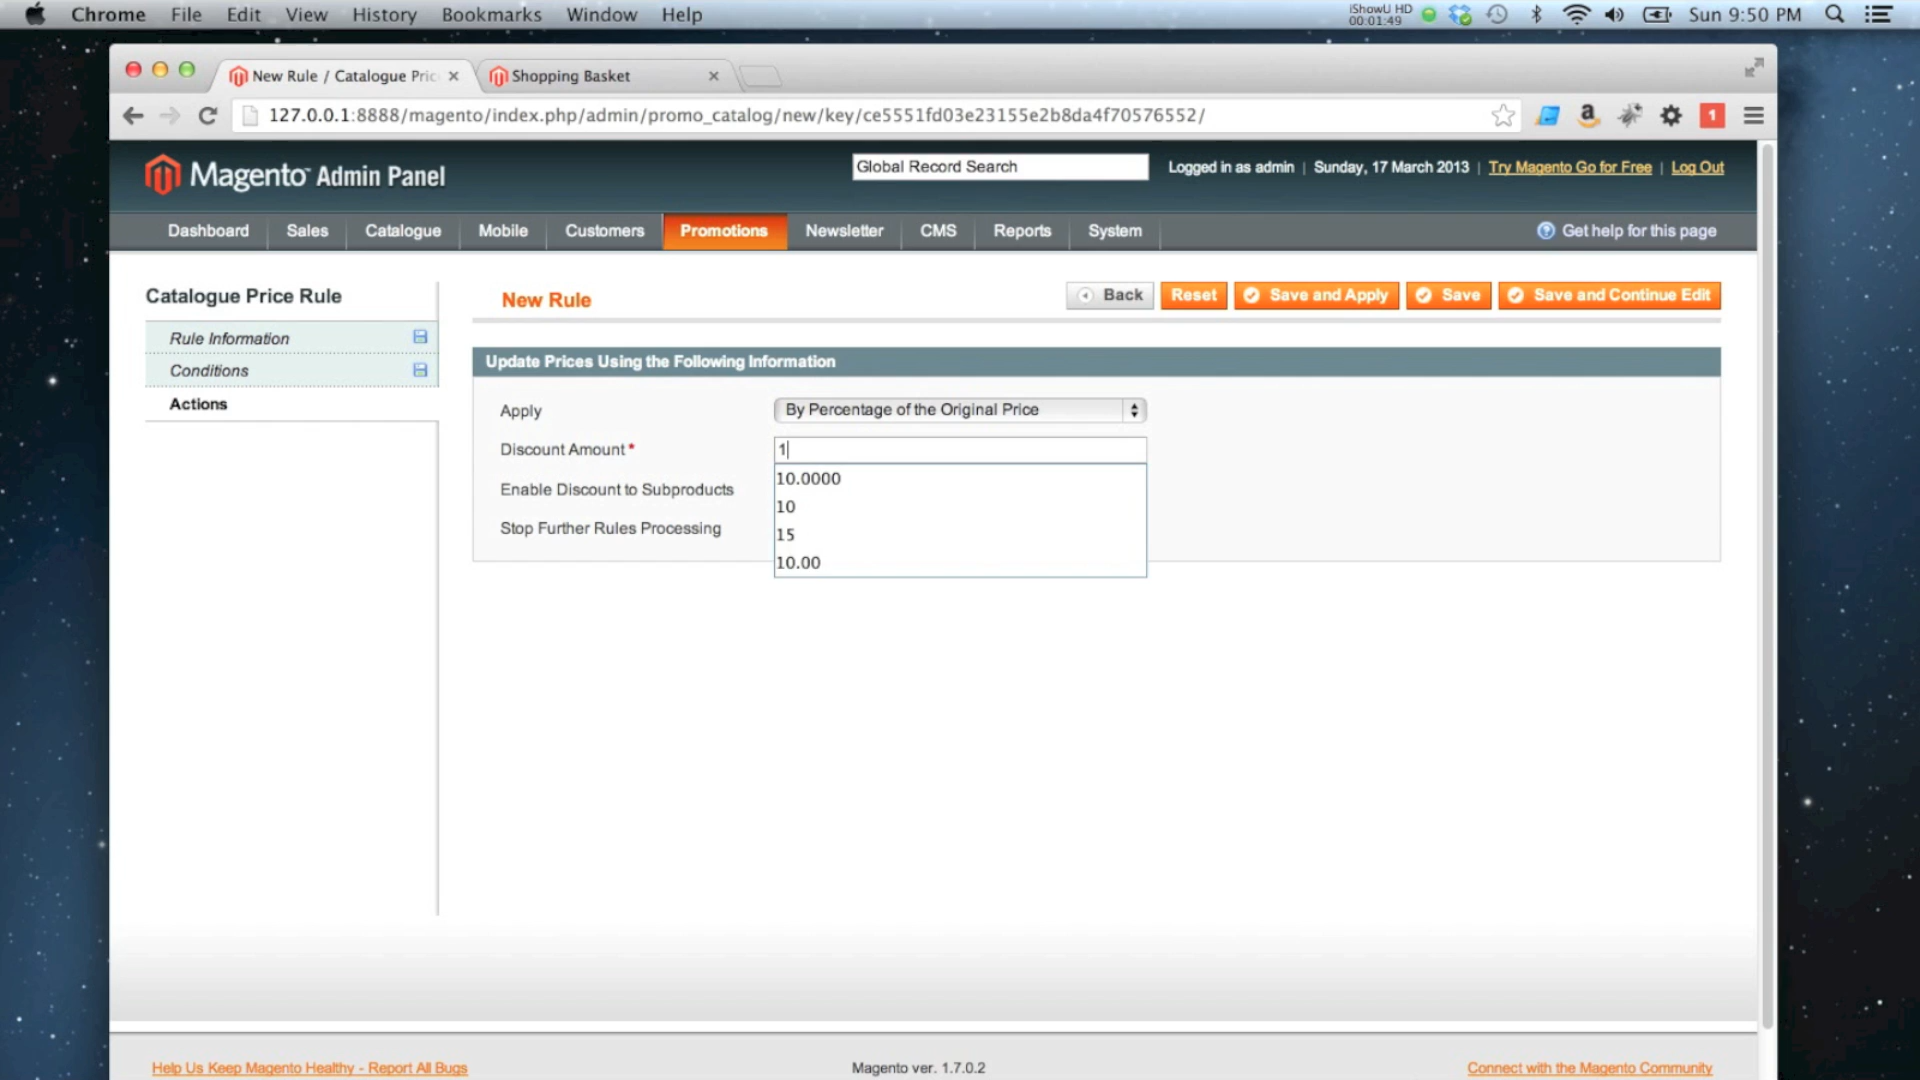 Chrome File Edit View History Bookmarks Window Help iShowU HD 00:01:49 Sun 9:50 PM
New Rule / Catalogue Pric Shopping Basket
127.0.0.1:8888/magento/index.php/admin/promo_catalog/new/key/ce5551fd03e23155e2b8da4f70576552/ a 1
Magento™ Admin Panel Global Record Search Logged in as admin | Sunday, 17 March 2013 | Try Magento Go for Free | Log Out
Dashboard Sales Catalogue Mobile Customers Promotions Newsletter CMS Reports System Get help for this page
Catalogue Price Rule
Rule Information
Conditions
Actions
New Rule Back Reset Save and Apply Save Save and Continue Edit
Update Prices Using the Following Information
Apply By Percentage of the Original Price
Discount Amount * 1
Enable Discount to Subproducts
Stop Further Rules Processing
10.0000
10
15
10.00
Help Us Keep Magento Healthy - Report All Bugs Magento ver. 1.7.0.2 Connect with the Magento Community